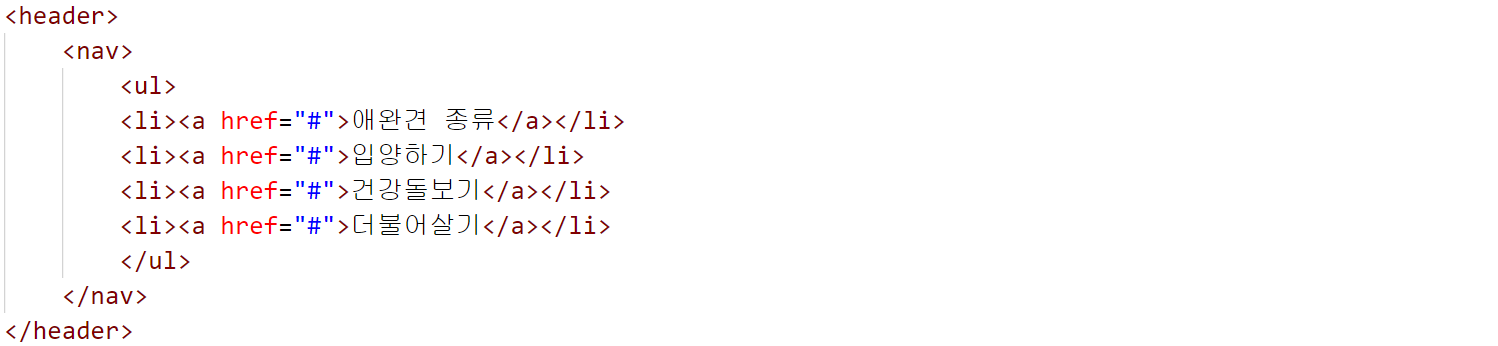 <header>
<nav>
<ul>
<li><a href="#">애완견 종류</a></li>
<li><a href="#">입양하기</a></li>
<li><a href="#">건강돌보기</a></li>
<li><a href="#">더불어살기</a></li>
</ul>
</nav>
</header>